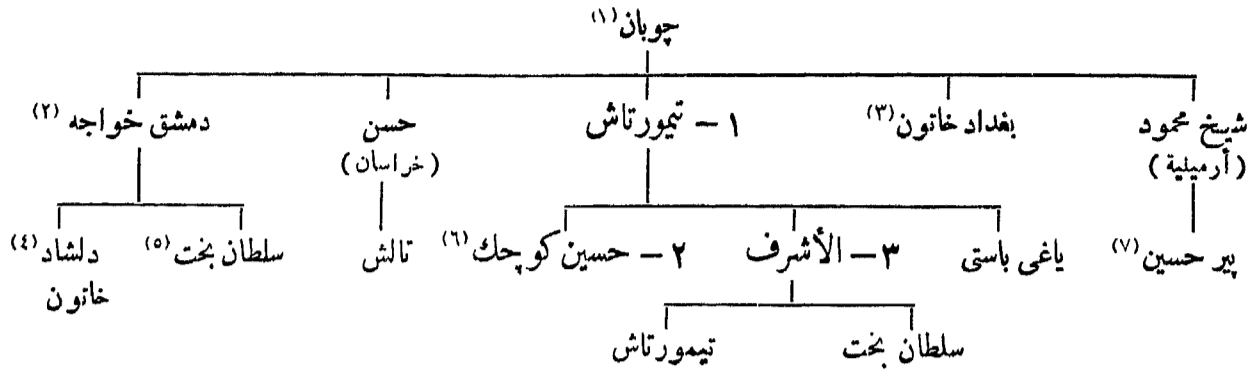 چوبان (١)
شيخ محمود بغداد خاتون (٣) ١ – تيمورتاش حسن دمشق خواجه (٢)
(أرمينية) (خراسان)
پير حسين (٧) ياغى باستى ٣ – الأشرف ٢ – حسين كوچك (٦) تالش سلطان بخت (٥) دلشاد (٤)
خاتون
سلطان بخت تيمورتاش